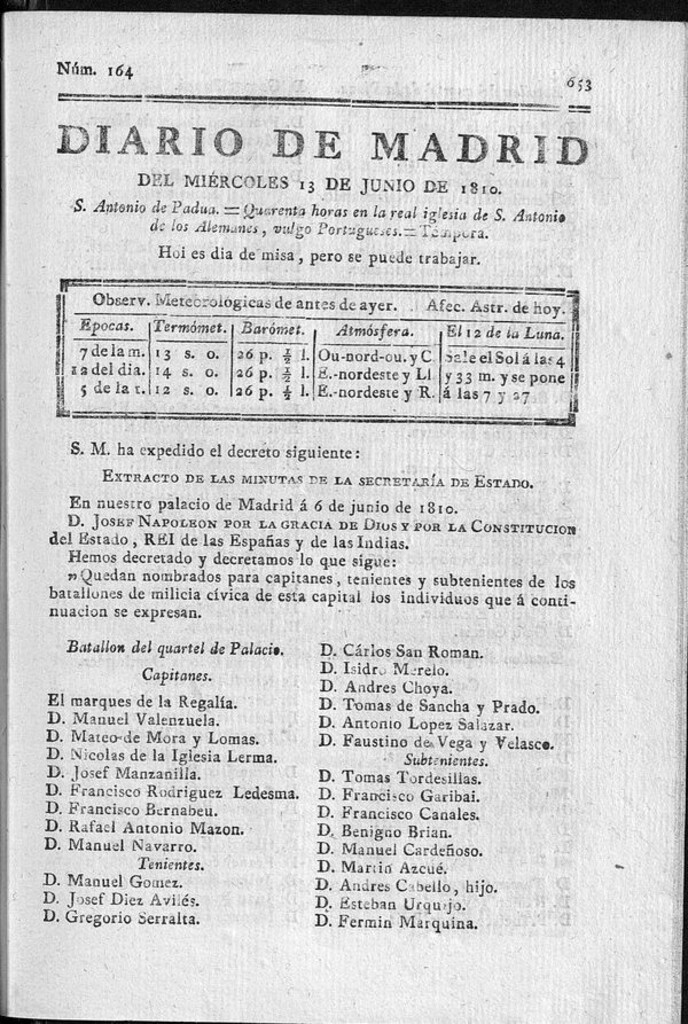 Núm. 164
653
DIARIO DE MADRID
DEL MIÉRCOLES 13 DE JUNIO DE 1810.
S. Antonio de Padua. = Quarenta horas en la real iglesia de S. Antonio
de los Alemanes, vulgo Portugueses. = Tempora.
Hoi es dia de misa, pero se puede trabajar.
Observ. Meteorológicas de antes de ayer. Afec. Astr. de hoy.
Epocas. Termómet. Barómet. Atmósfera. El 12 de la Luna.
7 de la m. 13 s. o. 26 p. ½ l. Ou-nord-ou. y C Sale el Sol á las 4
12 del dia. 14 s. o. 26 p. ½ l. E.-nordeste y Ll y 33 m. y se pone
5 de la t. 12 s. o. 26 p. ½ l. E.-nordeste y R. á las 7 y 27
S. M. ha expedido el decreto siguiente:
EXTRACTO DE LAS MINUTAS DE LA SECRETARÍA DE ESTADO.
En nuestro palacio de Madrid á 6 de junio de 1810.
D. JOSEF NAPOLEON POR LA GRACIA DE DIOS Y POR LA CONSTITUCION
del Estado, REI de las Españas y de las Indias.
Hemos decretado y decretamos lo que sigue:
"Quedan nombrados para capitanes, tenientes y subtenientes de los
batallones de milicia cívica de esta capital los individuos que á conti-
nuacion se expresan.
Batallon del quartel de Palacio.
Capitanes.
El marques de la Regalía.
D. Manuel Valenzuela.
D. Mateo de Mora y Lomas.
D. Nicolas de la Iglesia Lerma.
D. Josef Manzanilla.
D. Francisco Rodriguez Ledesma.
D. Francisco Bernabeu.
D. Rafael Antonio Mazon.
D. Manuel Navarro.
Tenientes.
D. Manuel Gomez.
D. Josef Diez Avilés.
D. Gregorio Serralta.
D. Cárlos San Roman.
D. Isidro Merelo.
D. Andres Choya.
D. Tomas de Sancha y Prado.
D. Antonio Lopez Salazar.
D. Faustino de Vega y Velasco.
Subtenientes.
D. Tomas Tordesillas.
D. Francisco Garibai.
D. Francisco Canales.
D. Benigno Brian.
D. Manuel Cardeñoso.
D. Martin Azcué.
D. Andres Cabello, hijo.
D. Esteban Urquijo.
D. Fermin Marquina.